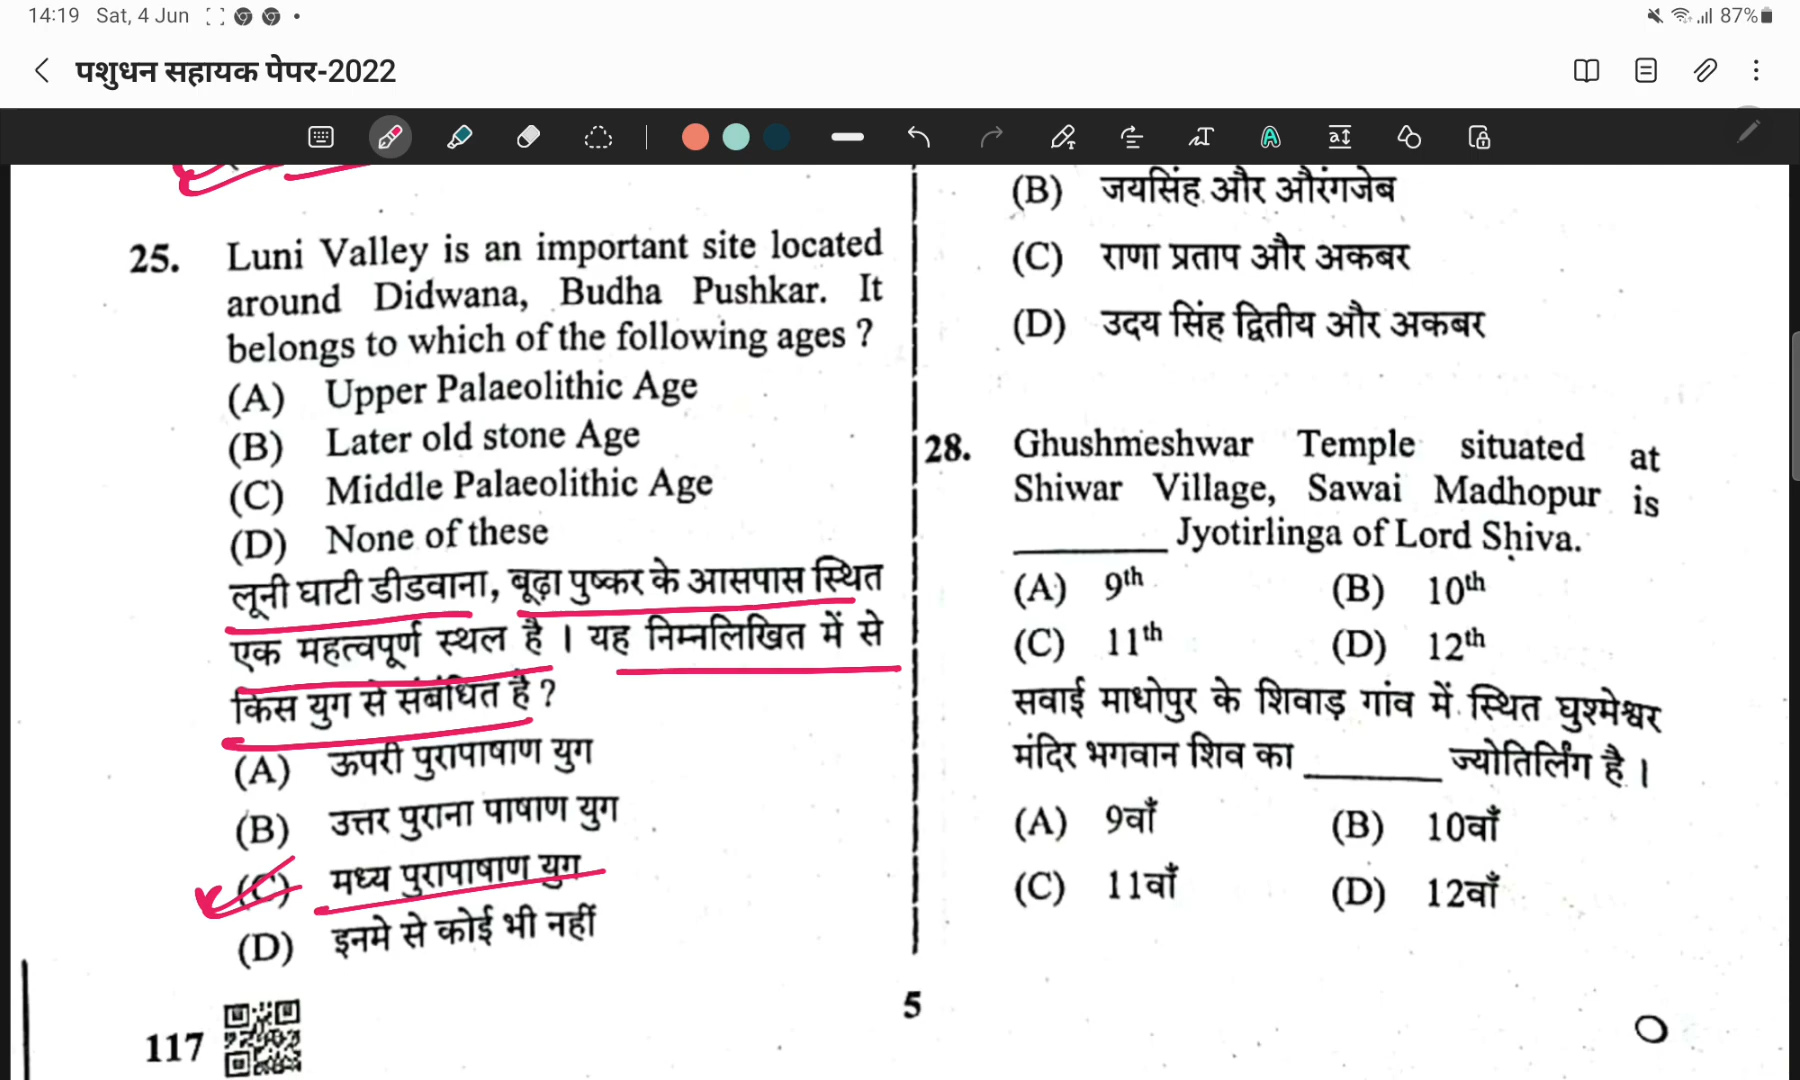 14:19 Sat, 4 Jun
87%
पशुधन सहायक पेपर-2022
25. Luni Valley is an important site located
around Didwana, Budha Pushkar. It
belongs to which of the following ages ?
(A) Upper Palaeolithic Age
(B) Later old stone Age
(C) Middle Palaeolithic Age
(D) None of these
लूनी घाटी डीडवाना, बूढ़ा पुष्कर के आसपास स्थित
एक महत्वपूर्ण स्थल है । यह निम्नलिखित में से
किस युग से संबंधित है ?
(A) ऊपरी पुरापाषाण युग
(B) उत्तर पुराना पाषाण युग
(C) मध्य पुरापाषाण युग
(D) इनमे से कोई भी नहीं
117
(B) जयसिंह और औरंगजेब
(C) राणा प्रताप और अकबर
(D) उदय सिंह द्वितीय और अकबर
28. Ghushmeshwar Temple situated at
Shiwar Village, Sawai Madhopur is
________ Jyotirlinga of Lord Shiva.
(A) 9th (B) 10th
(C) 11th (D) 12th
सवाई माधोपुर के शिवाड़ गांव में स्थित घुश्मेश्वर
मंदिर भगवान शिव का _______ ज्योतिर्लिंग है ।
(A) 9वाँ (B) 10वाँ
(C) 11वाँ (D) 12वाँ
5
O